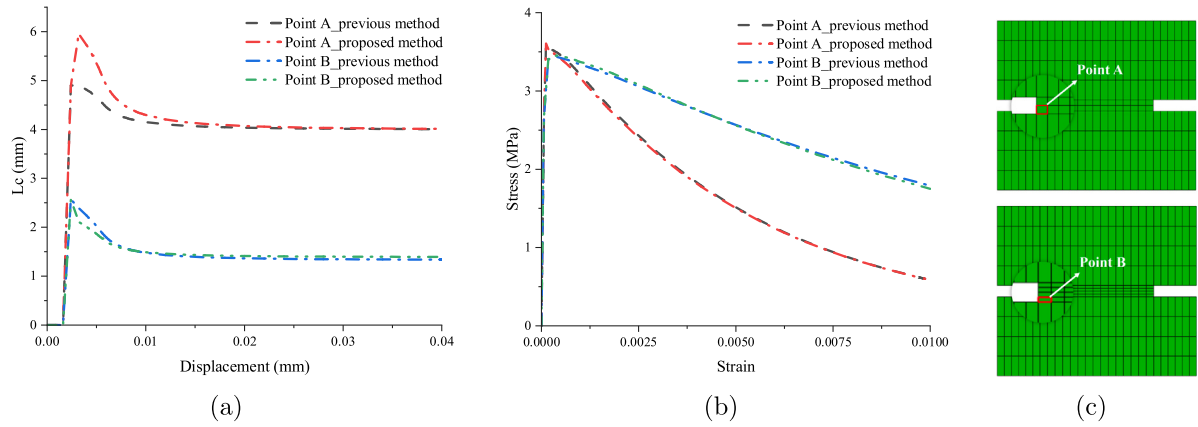 Lc (mm)
6
5
4
3
2
1
0
0.00 0.01 0.02 0.03 0.04
Displacement (mm)
Point A_previous method
Point A_proposed method
Point B_previous method
Point B_proposed method
(a)
Stress (MPa)
4
3
2
1
0
0.0000 0.0025 0.0050 0.0075 0.0100
Strain
Point A_previous method
Point A_proposed method
Point B_previous method
Point B_proposed method
(b)
Point A
Point B
(c)